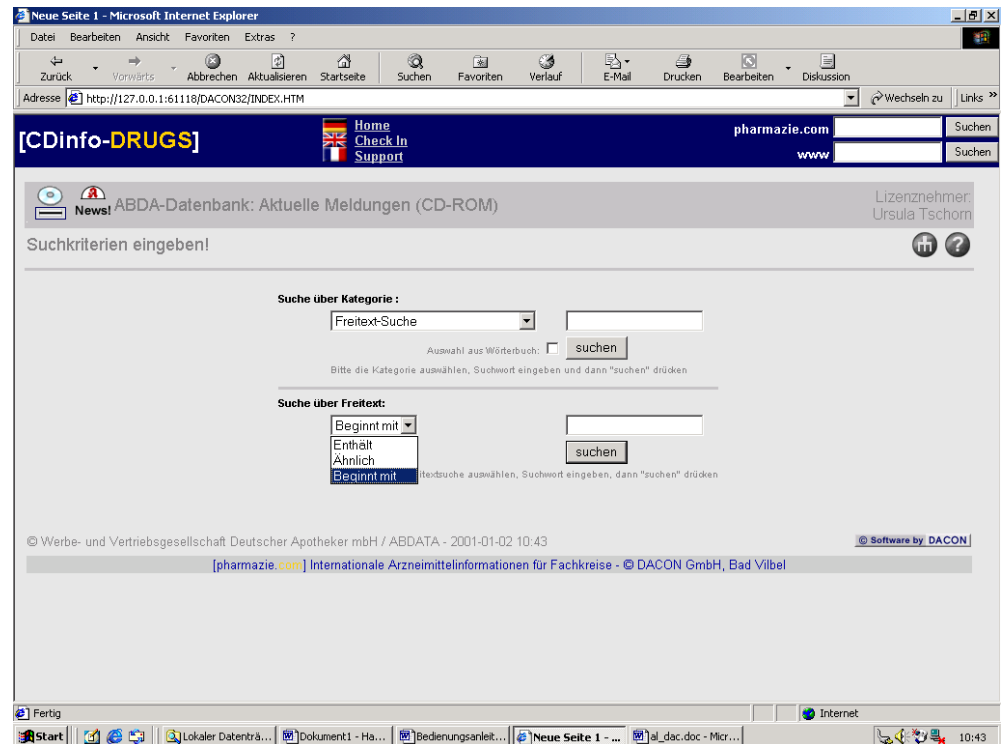 Neue Seite 1 - Microsoft Internet Explorer
Datei Bearbeiten Ansicht Favoriten Extras ?
Zurück Vorwärts Abbrechen Aktualisieren Startseite Suchen Favoriten Verlauf E-Mail Drucken Bearbeiten Diskussion
Adresse http://127.0.0.1:61118/DACON32/INDEX.HTM Wechseln zu Links »
[CDinfo-DRUGS]
Home
Check In
Support
pharmazie.com Suchen
www Suchen
News! ABDA-Datenbank: Aktuelle Meldungen (CD-ROM)
Lizenznehmer:
Ursula Tschorn
Suchkriterien eingeben!
?
Suche über Kategorie :
Freitext-Suche
Auswahl aus Wörterbuch: suchen
Bitte die Kategorie auswählen, Suchwort eingeben und dann "suchen" drücken
Suche über Freitext:
Beginnt mit
Enthält
Ähnlich
Beginnt mit
suchen
itextsuche auswählen, Suchwort eingeben, dann "suchen" drücken
© Werbe- und Vertriebsgesellschaft Deutscher Apotheker mbH / ABDATA - 2001-01-02 10:43
© Software by DACON
[pharmazie.com] Internationale Arzneimittelinformationen für Fachkreise - © DACON GmbH, Bad Vilbel
Fertig Internet
Start Lokaler Datenträ... Dokument1 - Ha... Bedienungsanleit... Neue Seite 1 - ... al_dac.doc - Micr... 10:43